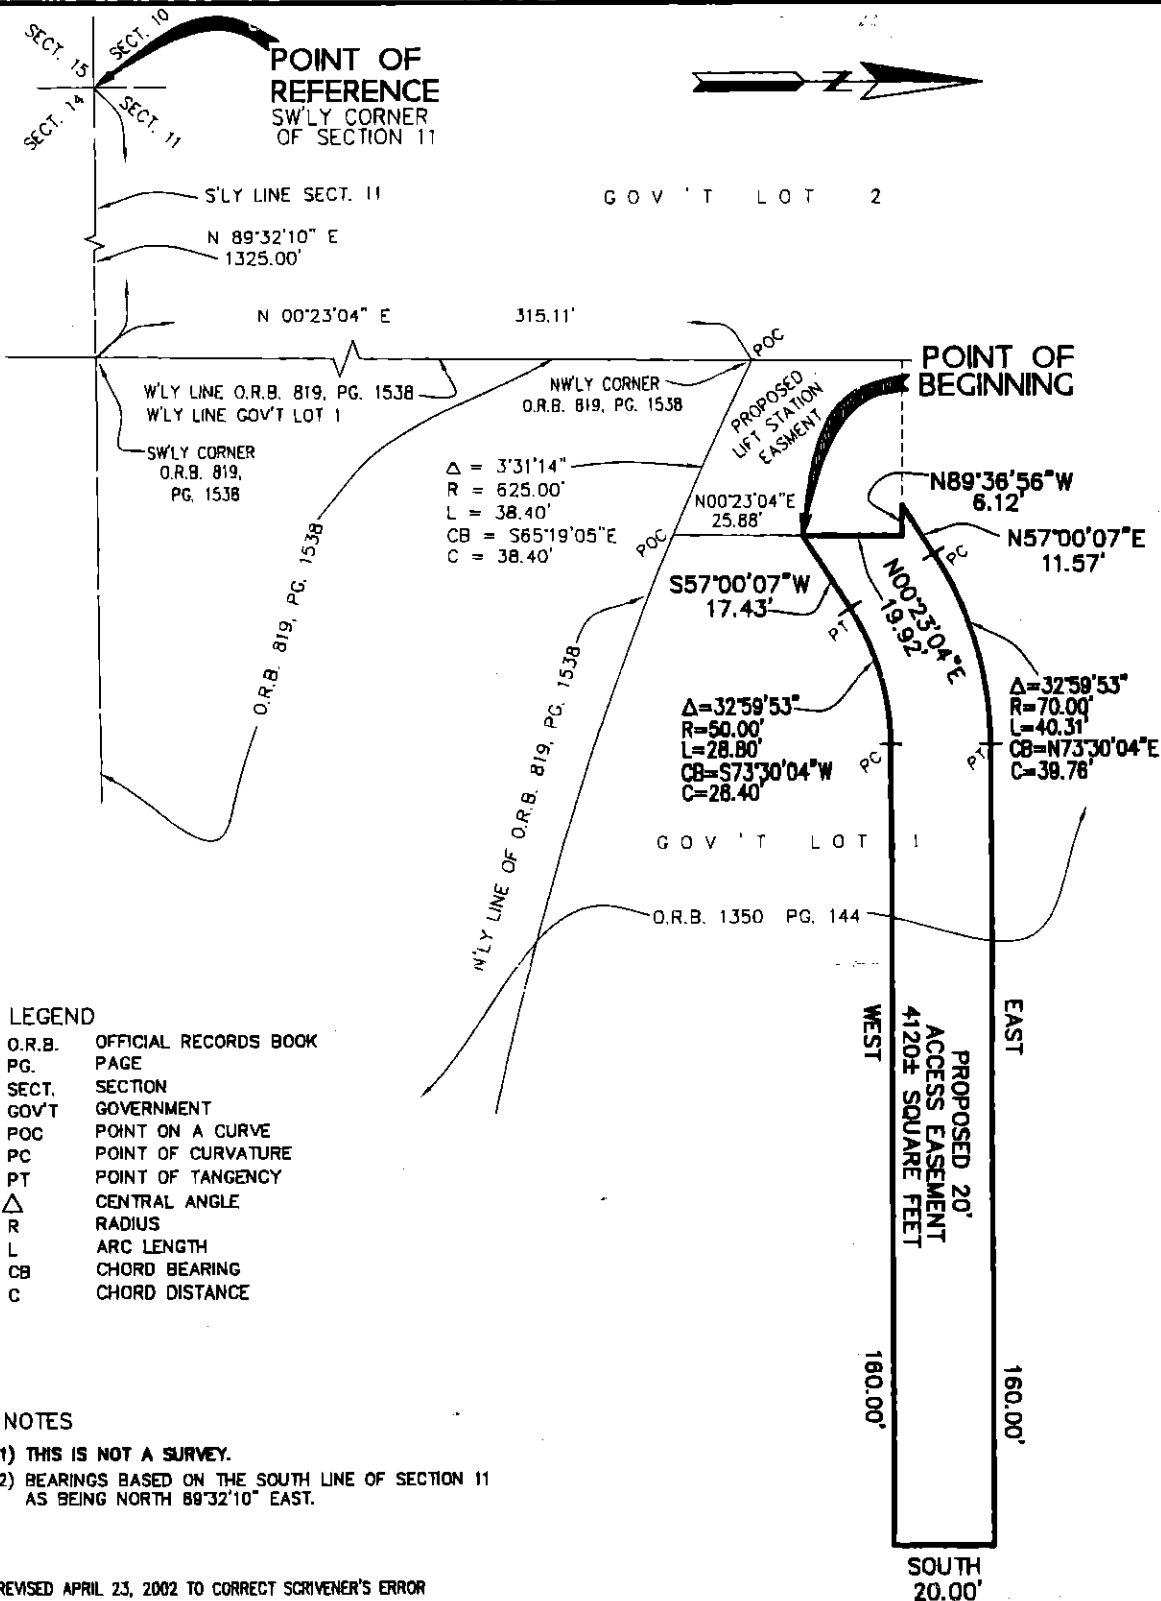 SECT. 15
SECT. 10
SECT. 14
SECT. 11
POINT OF
REFERENCE
SW'LY CORNER
OF SECTION 11
N
S'LY LINE SECT. 11
GOV'T LOT 2
N 89°32'10" E
1325.00'
N 00°23'04" E 315.11'
POC
POINT OF
BEGINNING
W'LY LINE O.R.B. 819, PG. 1538
W'LY LINE GOV'T LOT 1
NW'LY CORNER
O.R.B. 819, PG. 1538
PROPOSED
LIFT STATION
EASMENT
SW'LY CORNER
O.R.B. 819,
PG. 1538
Δ = 3°31'14"
R = 625.00'
L = 38.40'
CB = S65°19'05"E
C = 38.40'
N00°23'04"E
25.88'
POC
N89°36'56"W
6.12'
N57°00'07"E
11.57'
PC
S57°00'07"W
17.43'
PT
N00°23'04"E
19.92'
O.R.B. 819, PG. 1538
N'LY LINE OF O.R.B. 819, PG. 1538
Δ=32°59'53"
R=50.00'
L=28.80'
CB=S73°30'04"W
C=28.40'
PC
PT
Δ=32°59'53"
R=70.00'
L=40.31'
CB=N73°30'04"E
C=39.76'
GOV'T LOT 1
O.R.B. 1350 PG. 144
WEST
160.00'
PROPOSED 20'
ACCESS EASEMENT
4120± SQUARE FEET
EAST
160.00'
SOUTH
20.00'
LEGEND
O.R.B. OFFICIAL RECORDS BOOK
PG. PAGE
SECT. SECTION
GOV'T GOVERNMENT
POC POINT ON A CURVE
PC POINT OF CURVATURE
PT POINT OF TANGENCY
Δ CENTRAL ANGLE
R RADIUS
L ARC LENGTH
CB CHORD BEARING
C CHORD DISTANCE
NOTES
1) THIS IS NOT A SURVEY.
2) BEARINGS BASED ON THE SOUTH LINE OF SECTION 11
AS BEING NORTH 89°32'10" EAST.
REVISED APRIL 23, 2002 TO CORRECT SCRIVENER'S ERROR